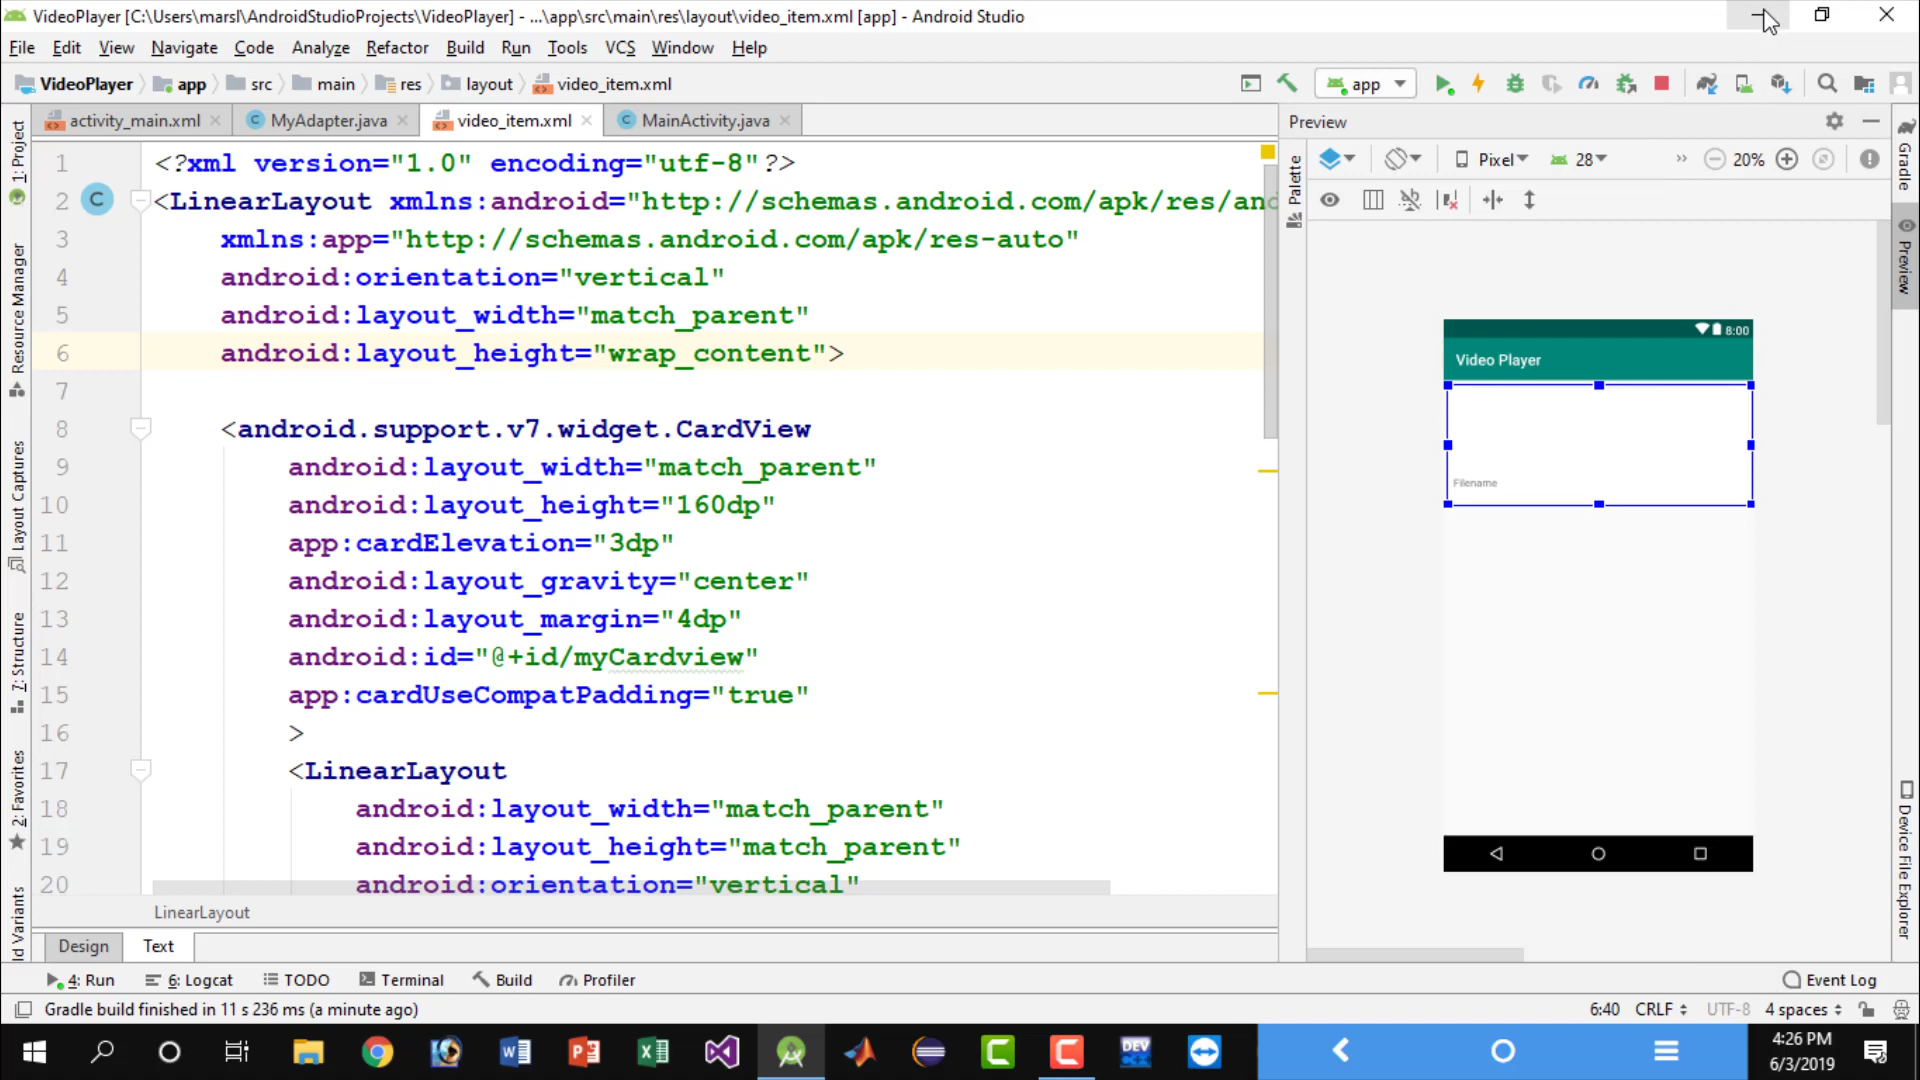 VideoPlayer [C:\Users\marsl\AndroidStudioProjects\VideoPlayer] - ...\app\src\main\res\layout\video_item.xml [app] - Android Studio
File Edit View Navigate Code Analyze Refactor Build Run Tools VCS Window Help
VideoPlayer app src main res layout video_item.xml app
activity_main.xml MyAdapter.java video_item.xml MainActivity.java
Preview
Pixel 28 20%
1: Project
Resource Manager
Layout Captures
7: Structure
2: Favorites
ld Variants
1 <?xml version="1.0" encoding="utf-8"?>
2 <LinearLayout xmlns:android="http://schemas.android.com/apk/res/and
3 xmlns:app="http://schemas.android.com/apk/res-auto"
4 android:orientation="vertical"
5 android:layout_width="match_parent"
6 android:layout_height="wrap_content">
7
8 <android.support.v7.widget.CardView
9 android:layout_width="match_parent"
10 android:layout_height="160dp"
11 app:cardElevation="3dp"
12 android:layout_gravity="center"
13 android:layout_margin="4dp"
14 android:id="@+id/myCardview"
15 app:cardUseCompatPadding="true"
16 >
17 <LinearLayout
18 android:layout_width="match_parent"
19 android:layout_height="match_parent"
20 android:orientation="vertical"
LinearLayout
Design Text
Palette
8:00
Video Player
Filename
Gradle
Preview
Device File Explorer
4: Run 6: Logcat TODO Terminal Build Profiler Event Log
Gradle build finished in 11 s 236 ms (a minute ago) 6:40 CRLF UTF-8 4 spaces
DEV
4:26 PM
6/3/2019